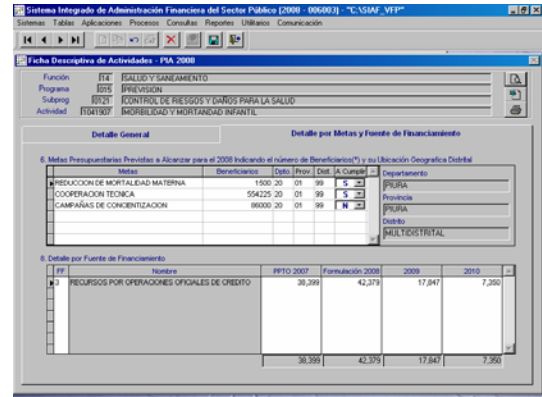 Sistema Integrado de Administración Financiera del Sector Público [2008 - 006003] - "C:\SIAF_VFP"
Sistemas Tablas Aplicaciones Procesos Consultas Reportes Utilitarios Comunicación
Ficha Descriptiva de Actividades - PIA 2008
Función 14 SALUD Y SANEAMIENTO
Programa 015 PREVISION
Subprog 0121 CONTROL DE RIESGOS Y DAÑOS PARA LA SALUD
Actividad 1041907 MORBILIDAD Y MORTANDAD INFANTIL
Detalle General Detalle por Metas y Fuente de Financiamiento
6. Metas Presupuestarias Previstas a Alcanzar para el 2008 Indicando el número de Beneficiarios(*) y su Ubicación Geografica Distrital
Metas Beneficiarios Dpto. Prov. Dist. A Cumplir
REDUCCION DE MORTALIDAD MATERNA 1500 20 01 99 S
COOPERACION TECNICA 554225 20 01 99 S
CAMPAÑAS DE CONCIENTIZACION 86000 20 01 99 N
Departamento
PIURA
Provincia
PIURA
Distrito
MULTIDISTRITAL
8. Detalle por Fuente de Financiamiento
FF Nombre PPTO 2007 Formulación 2008 2009 2010
3 RECURSOS POR OPERACIONES OFICIALES DE CREDITO 38,399 42,379 17,847 7,350
38,399 42,379 17,847 7,350